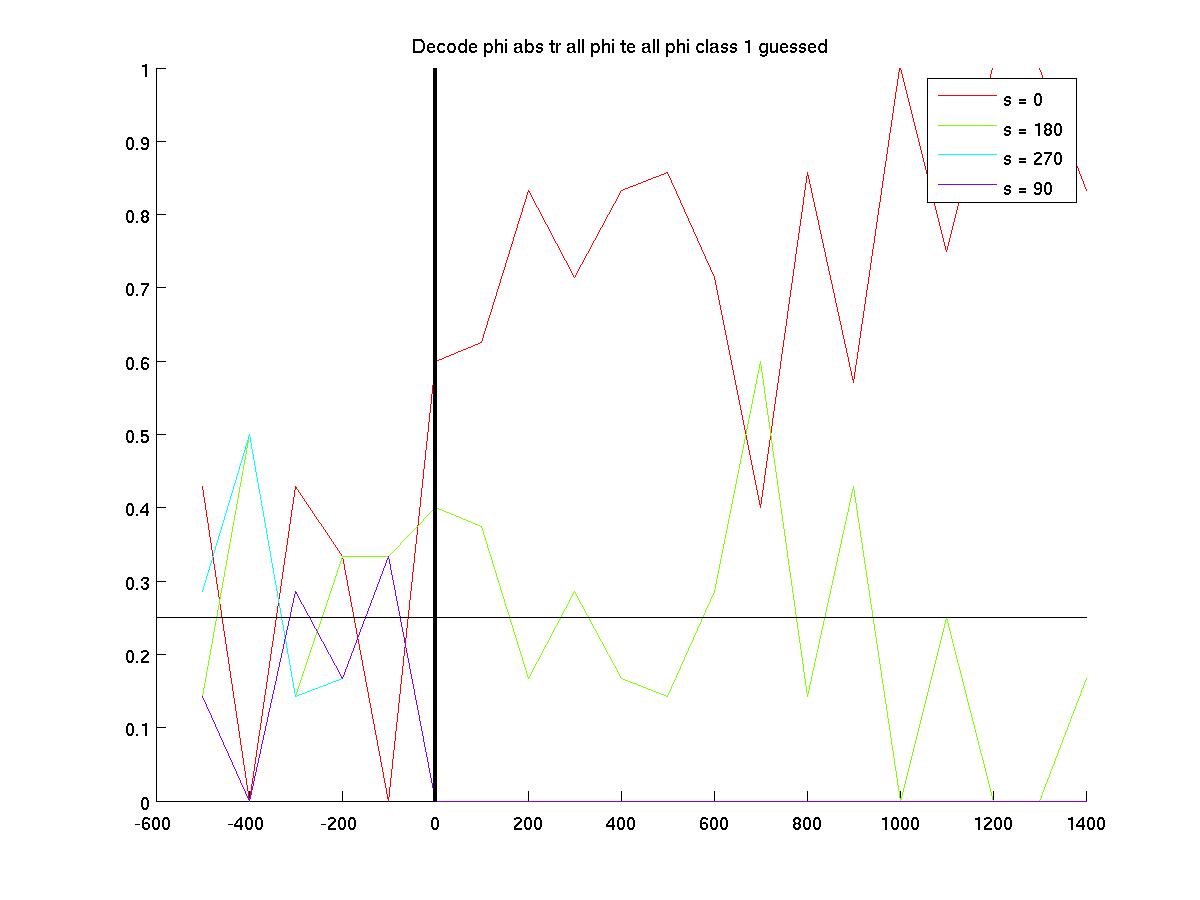 Decode phi abs tr all phi te all phi class 1 guessed
1
0.9
0.8
0.7
0.6
0.5
0.4
0.3
0.2
0.1
0
-600 -400 -200 0 200 400 600 800 1000 1200 1400
s = 0
s = 180
s = 270
s = 90